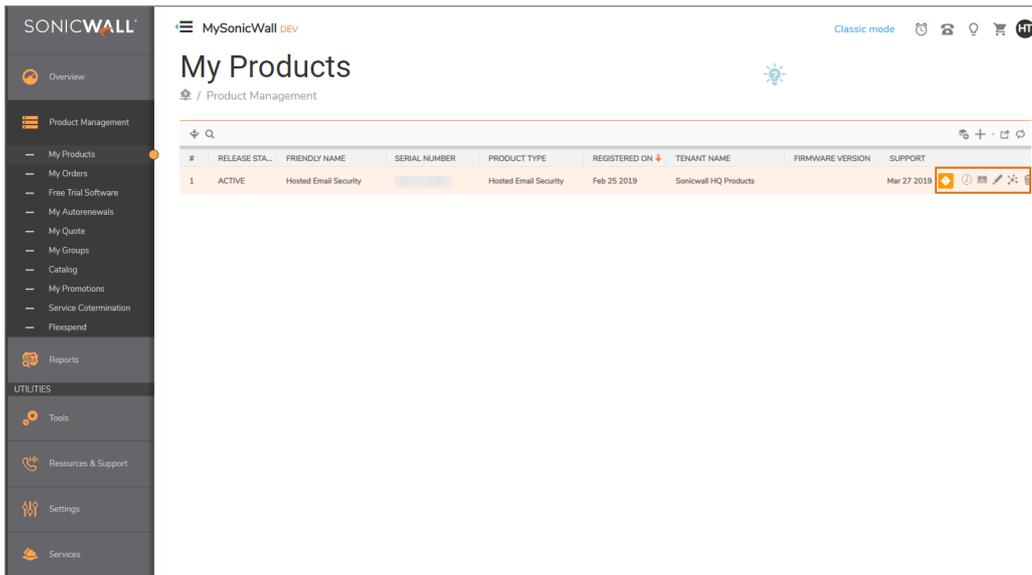 SONICWALL
MySonicWall DEV
Classic mode
HT
My Products
/ Product Management
Overview
Product Management
My Products
My Orders
Free Trial Software
My Autorenewals
My Quote
My Groups
Catalog
My Promotions
Service Cotermination
Flexspend
Reports
UTILITIES
Tools
Resources & Support
Settings
Services
# RELEASE STA... FRIENDLY NAME SERIAL NUMBER PRODUCT TYPE REGISTERED ON TENANT NAME FIRMWARE VERSION SUPPORT
1 ACTIVE Hosted Email Security Hosted Email Security Feb 25 2019 Sonicwall HQ Products Mar 27 2019